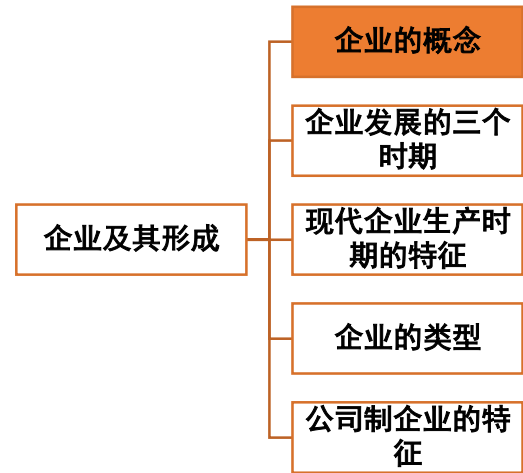 企业的概念
企业发展的三个
时期
企业及其形成
现代企业生产时
期的特征
企业的类型
公司制企业的特
征